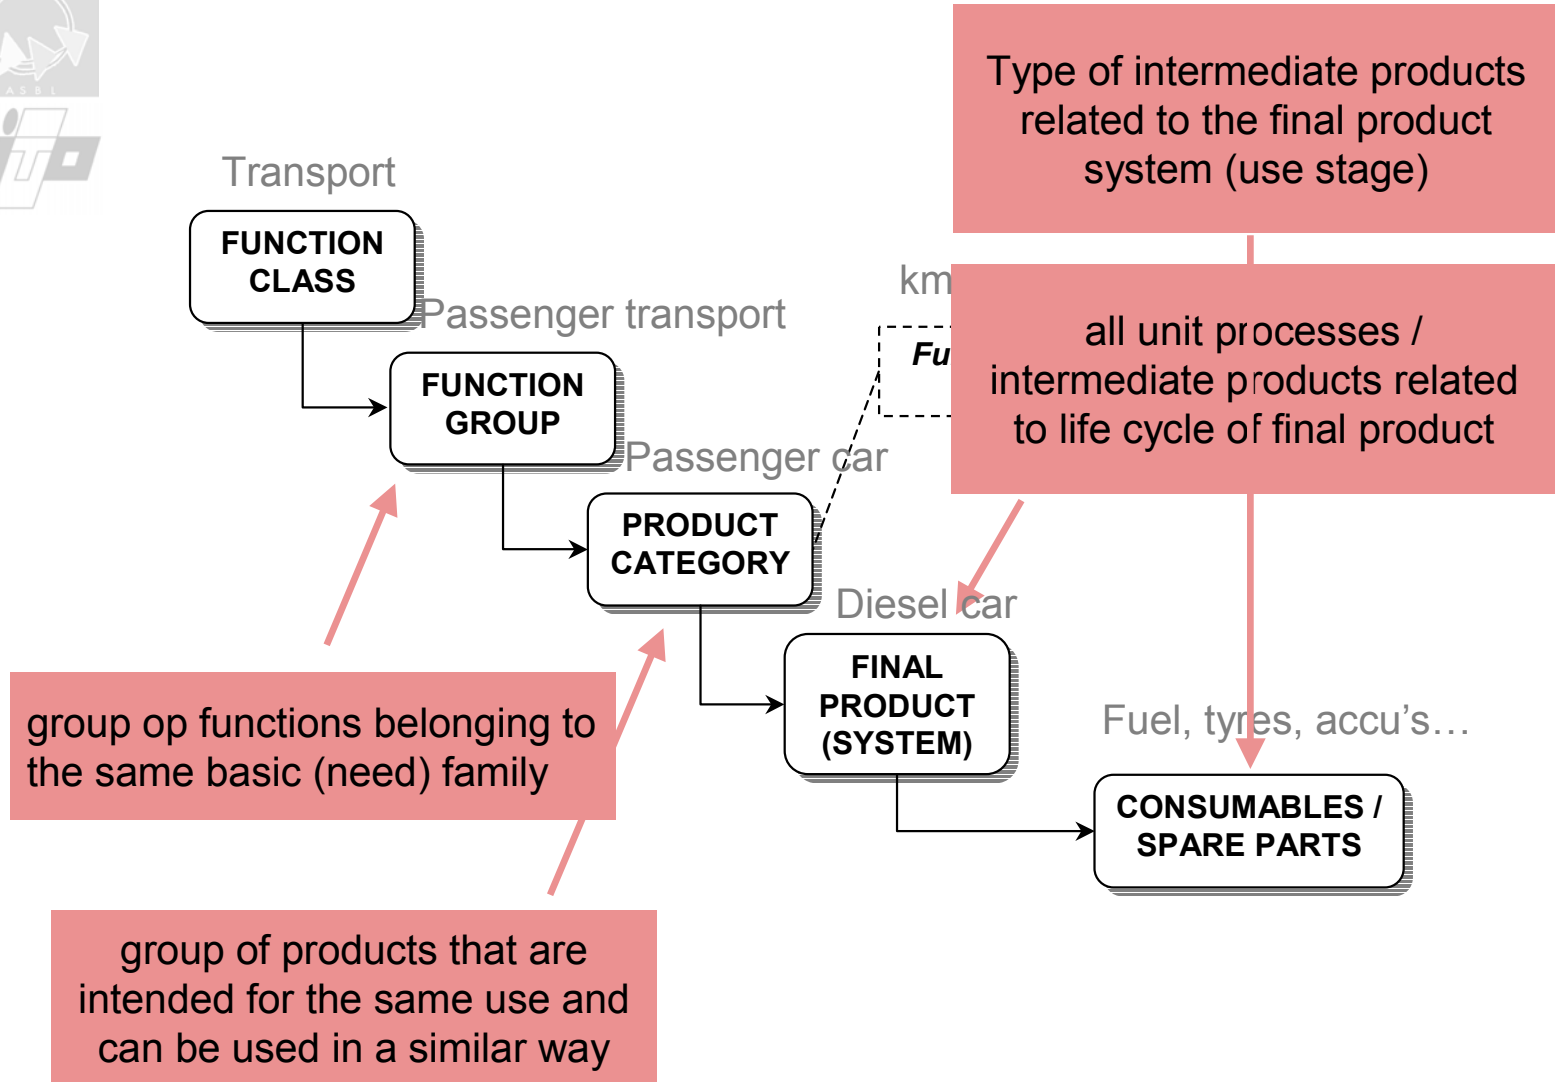 ASBL
Type of intermediate products
related to the final product
system (use stage)
Transport
FUNCTION
CLASS
Passenger transport
km
all unit processes /
intermediate products related
to life cycle of final product
FUNCTION
GROUP
Passenger car
PRODUCT
CATEGORY
Diesel car
FINAL
PRODUCT
(SYSTEM)
group op functions belonging to
the same basic (need) family
Fuel, tyres, accu's…
CONSUMABLES /
SPARE PARTS
group of products that are
intended for the same use and
can be used in a similar way